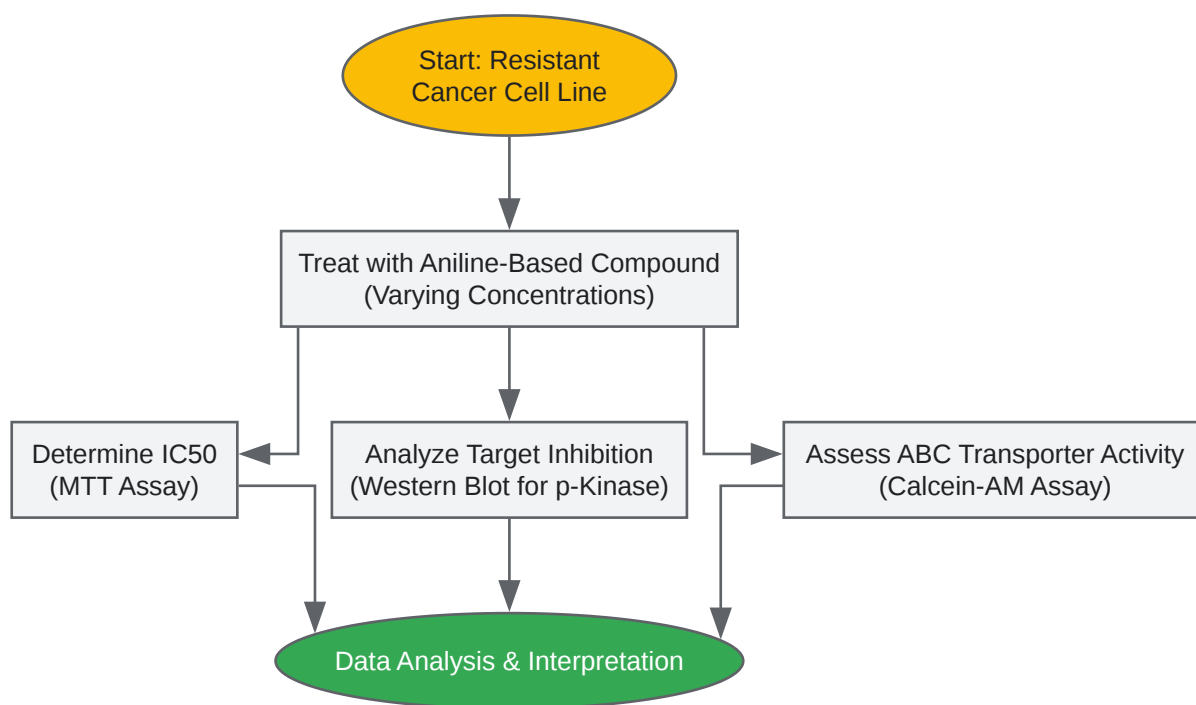 Start: Resistant
Cancer Cell Line
Treat with Aniline-Based Compound
(Varying Concentrations)
Determine IC50
(MTT Assay)
Analyze Target Inhibition
(Western Blot for p-Kinase)
Assess ABC Transporter Activity
(Calcein-AM Assay)
Data Analysis & Interpretation